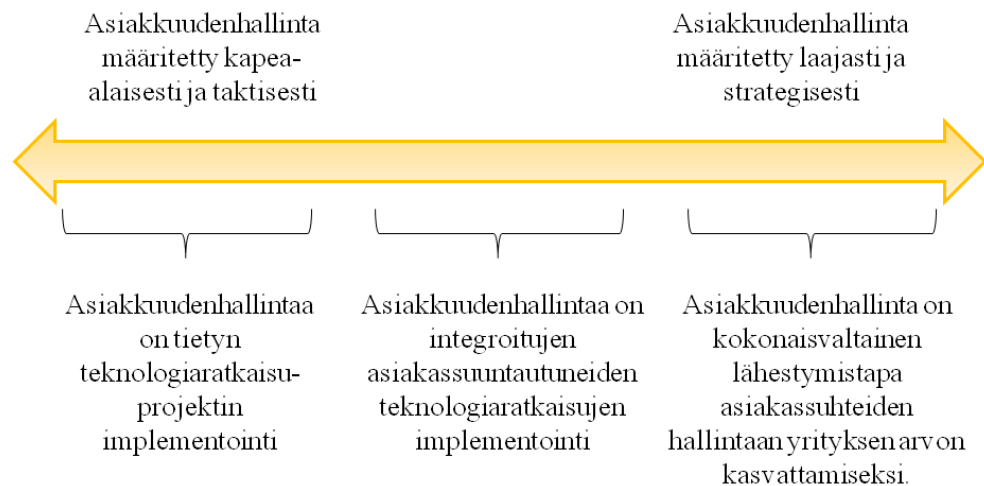 Asiakkuudenhallinta
määritetty kapea-
alaisesti ja taktisesti
Asiakkuudenhallinta
määritetty laajasti ja
strategisesti
Asiakkuudenhallintaa
on tietyn
teknologiaratkaisu-
projektin
implementointi
Asiakkuudenhallintaa on
integroitujen
asiakassuuntautuneiden
teknologiaratkaisujen
implementointi
Asiakkuudenhallinta on
kokonaisvaltainen
lähestymistapa
asiakassuhteiden
hallintaan yrityksen arvon
kasvattamiseksi.